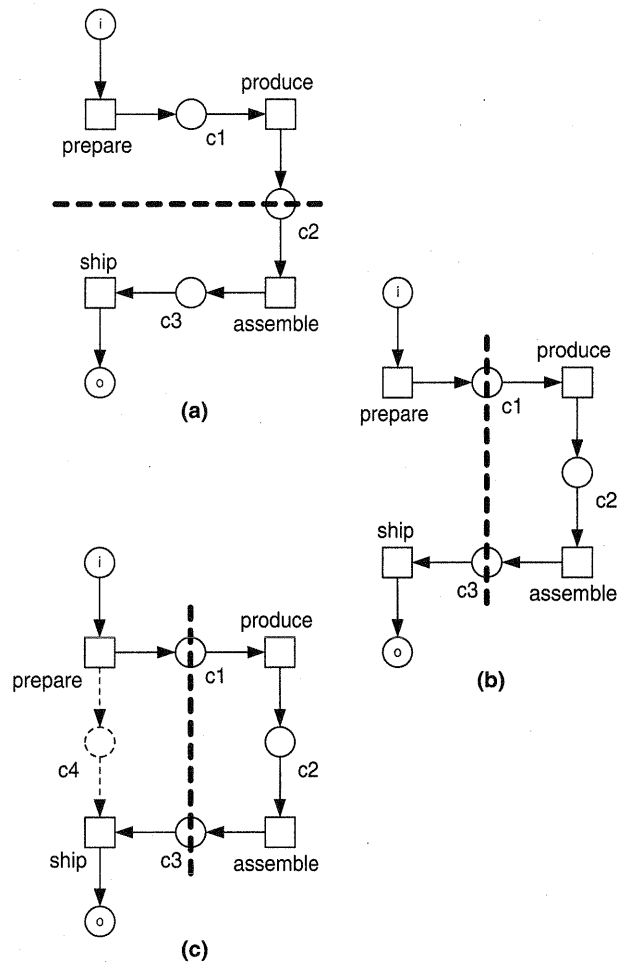 i
produce
prepare
c1
c2
ship
c3
assemble
o
(a)
i
produce
prepare
c1
c2
ship
c3
assemble
o
(b)
i
produce
prepare
c1
c4
c2
ship
c3
assemble
o
(c)